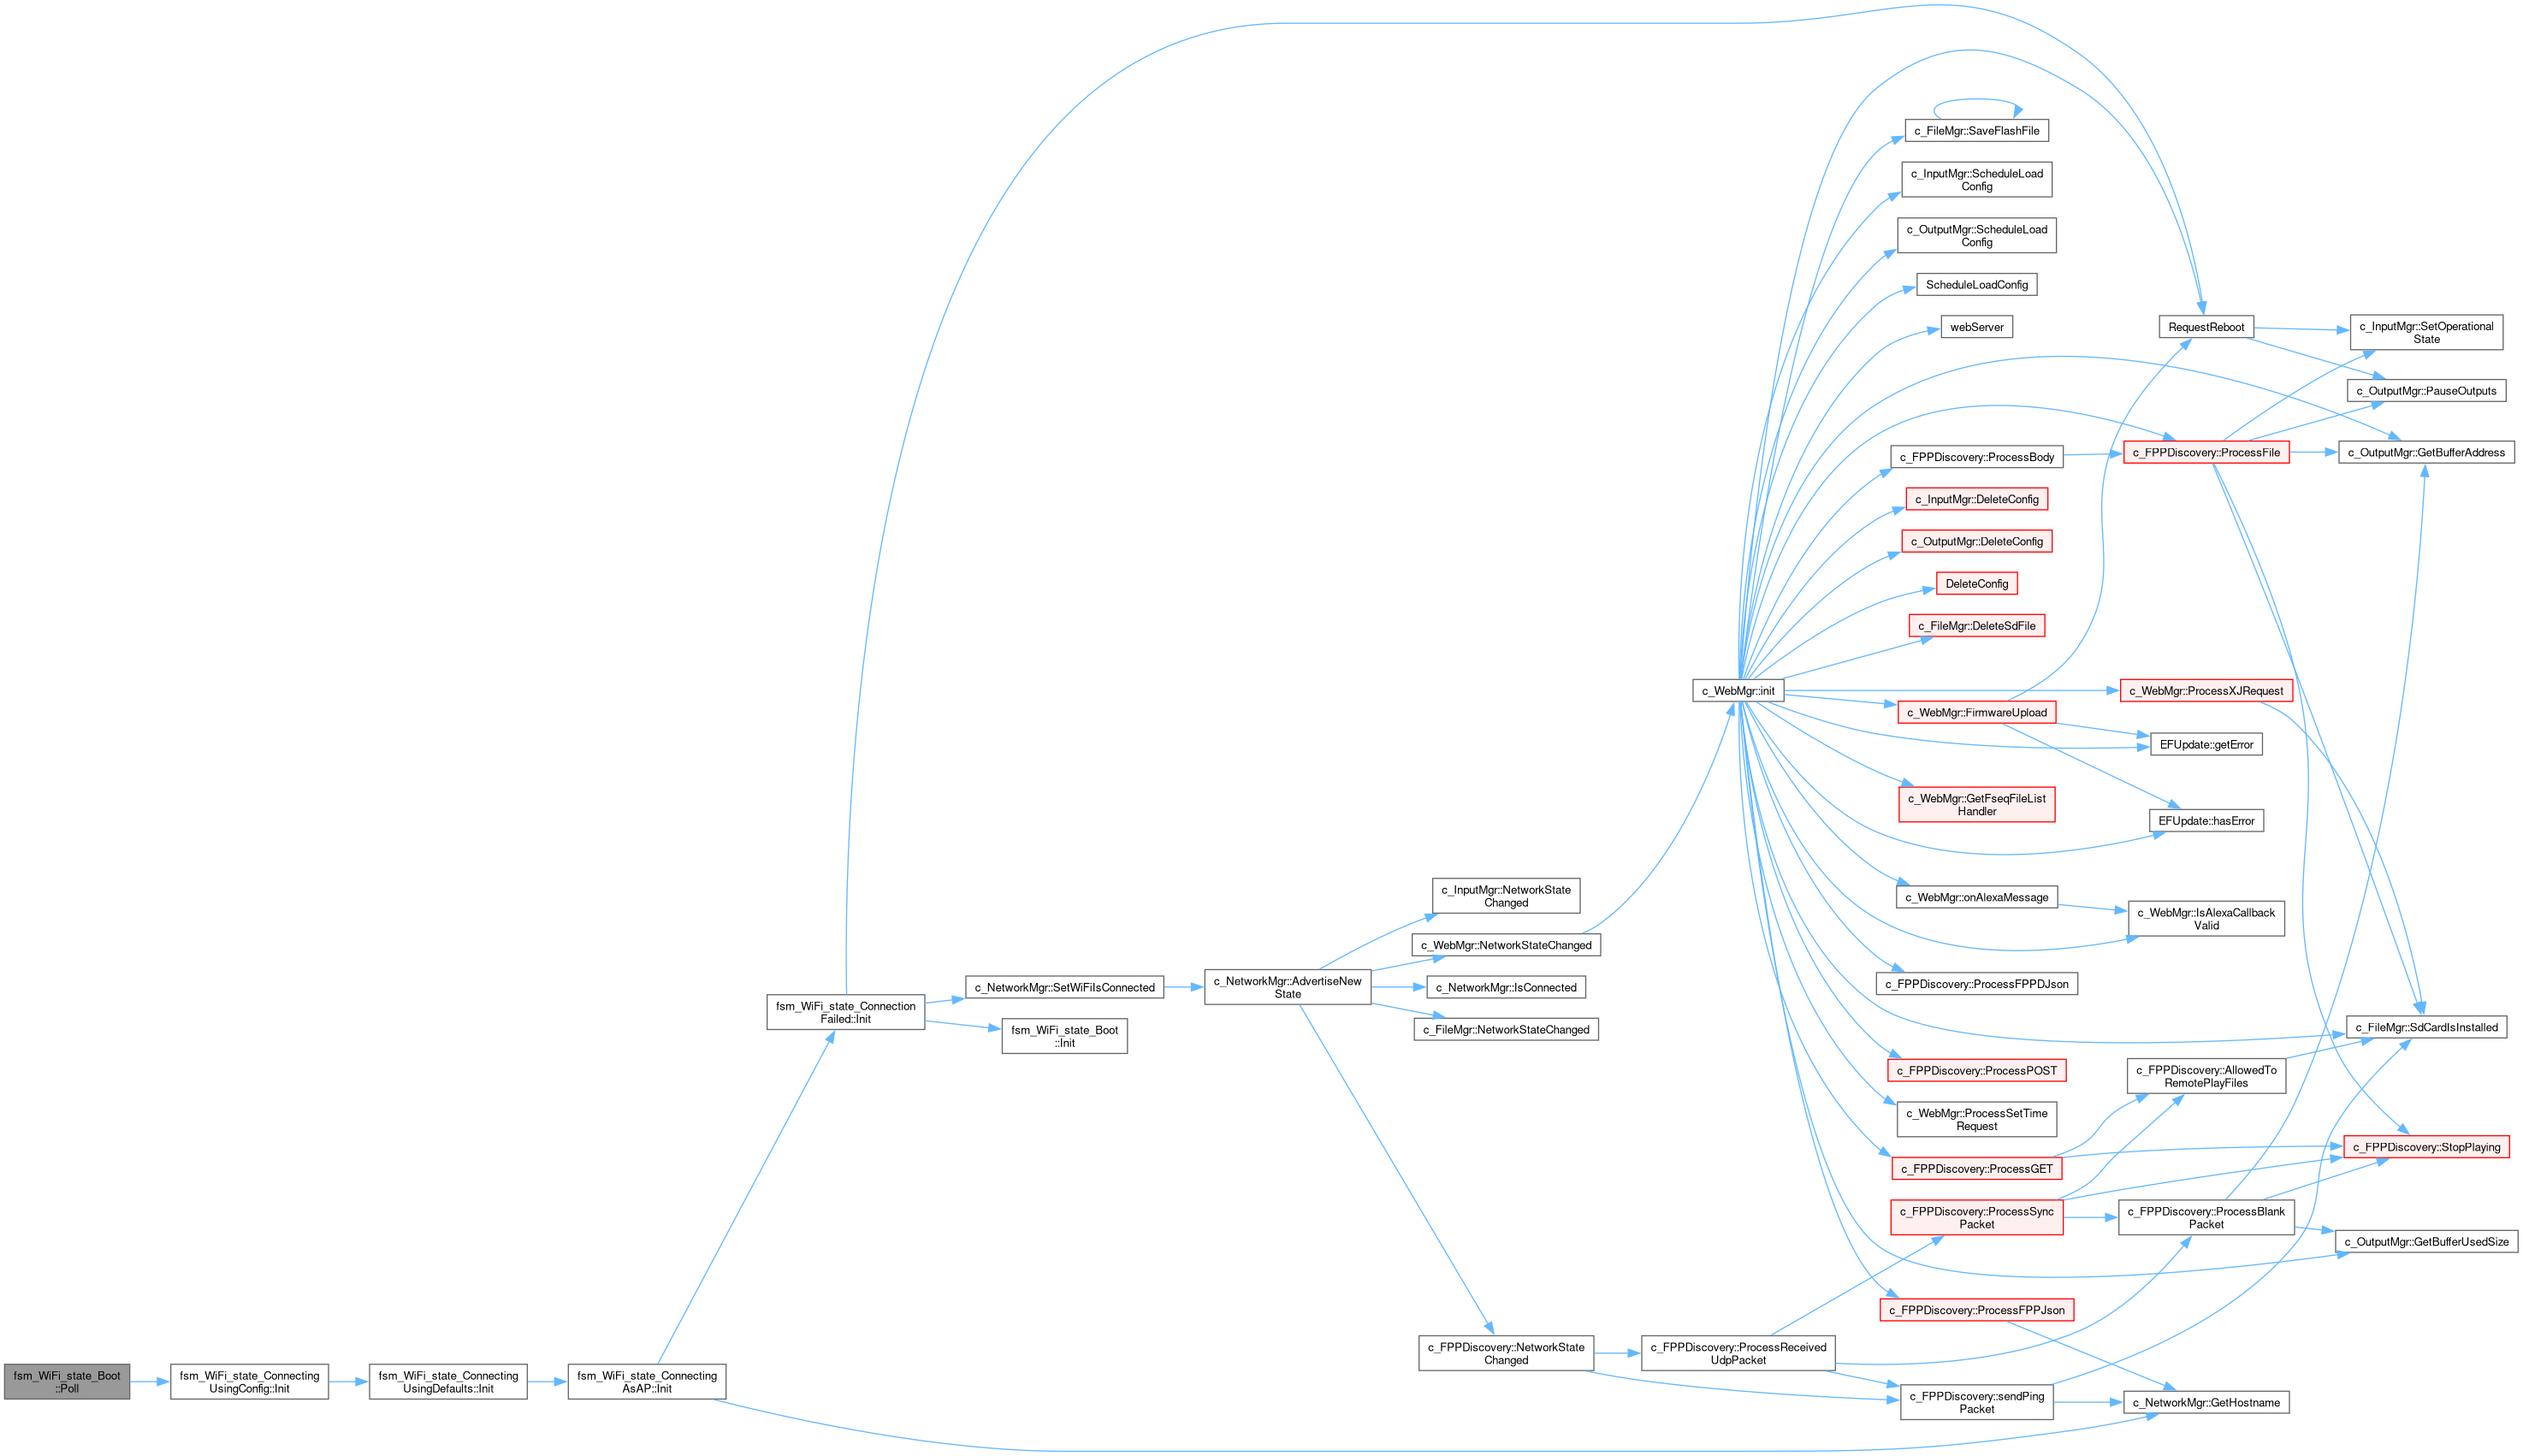 fsm_WiFi_state_Boot
::Poll
fsm_WiFi_state_Connecting
UsingConfig::Init
fsm_WiFi_state_Connecting
UsingDefaults::Init
fsm_WiFi_state_Connecting
AsAP::Init
fsm_WiFi_state_Connection
Failed::Init
c_NetworkMgr::SetWiFiIsConnected
fsm_WiFi_state_Boot
::Init
c_NetworkMgr::AdvertiseNew
State
c_InputMgr::NetworkState
Changed
c_WebMgr::NetworkStateChanged
c_NetworkMgr::IsConnected
c_FileMgr::NetworkStateChanged
c_FPPDiscovery::NetworkState
Changed
c_WebMgr::init
c_FPPDiscovery::ProcessReceived
UdpPacket
c_FileMgr::SaveFlashFile
c_InputMgr::ScheduleLoad
Config
c_OutputMgr::ScheduleLoad
Config
ScheduleLoadConfig
webServer
c_FPPDiscovery::ProcessBody
c_InputMgr::DeleteConfig
c_OutputMgr::DeleteConfig
DeleteConfig
c_FileMgr::DeleteSdFile
c_WebMgr::FirmwareUpload
c_WebMgr::GetFseqFileList
Handler
c_WebMgr::onAlexaMessage
c_FPPDiscovery::ProcessFPPDJson
c_FPPDiscovery::ProcessPOST
c_WebMgr::ProcessSetTime
Request
c_FPPDiscovery::ProcessGET
c_FPPDiscovery::ProcessSync
Packet
c_FPPDiscovery::ProcessFPPJson
c_FPPDiscovery::sendPing
Packet
RequestReboot
c_FPPDiscovery::ProcessFile
c_WebMgr::ProcessXJRequest
EFUpdate::getError
EFUpdate::hasError
c_WebMgr::IsAlexaCallback
Valid
c_FPPDiscovery::AllowedTo
RemotePlayFiles
c_FPPDiscovery::ProcessBlank
Packet
c_NetworkMgr::GetHostname
c_InputMgr::SetOperational
State
c_OutputMgr::PauseOutputs
c_OutputMgr::GetBufferAddress
c_FileMgr::SdCardIsInstalled
c_FPPDiscovery::StopPlaying
c_OutputMgr::GetBufferUsedSize